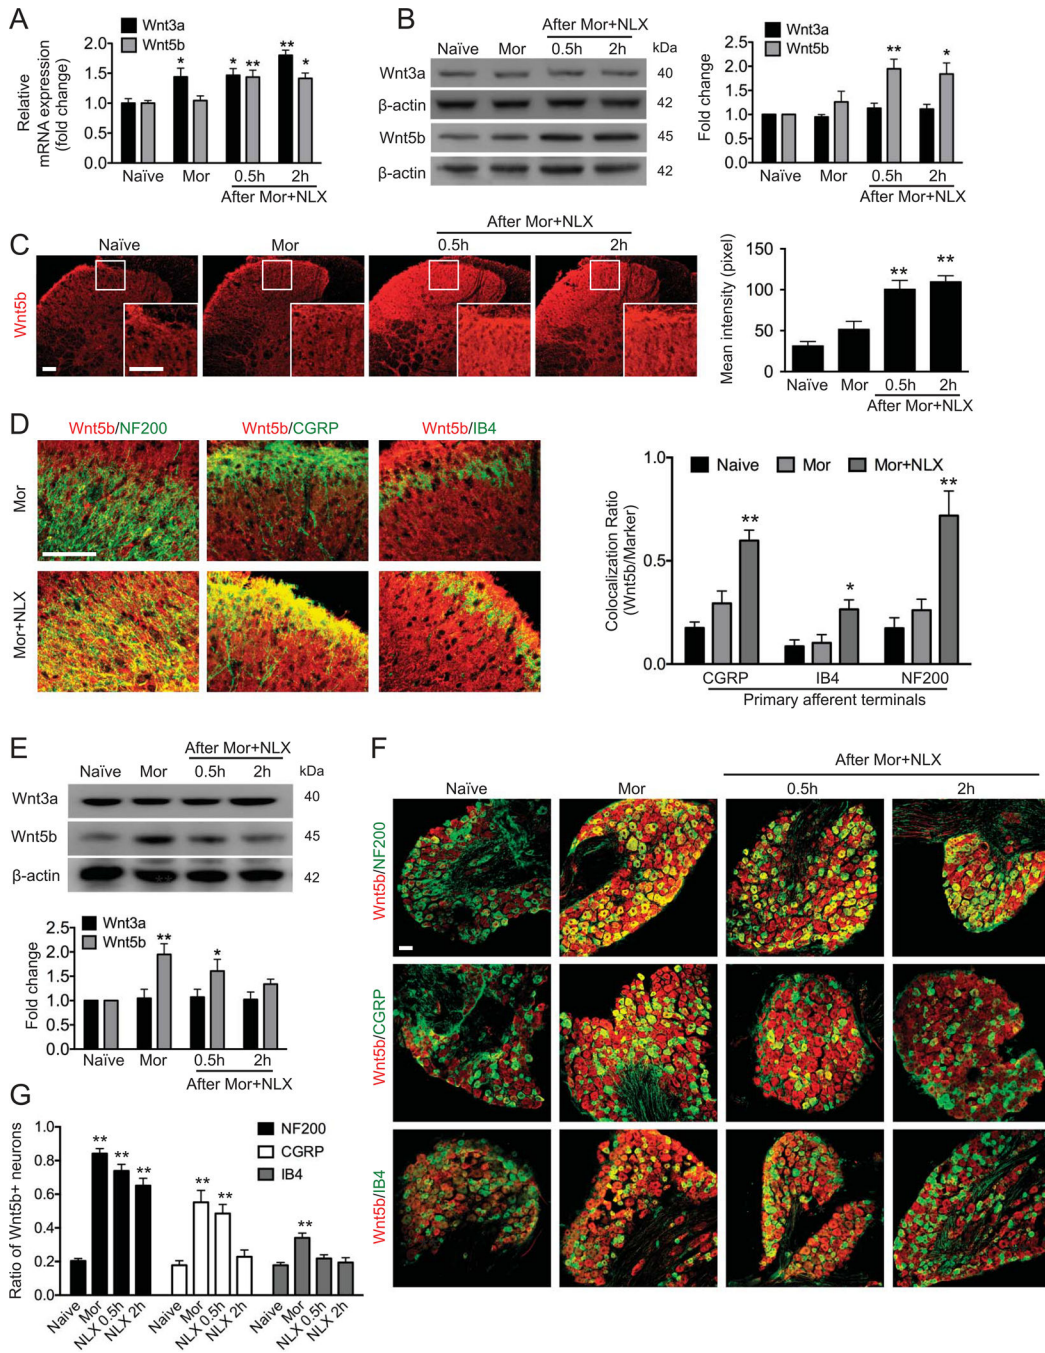 A
Wnt3a
Wnt5b
Relative
mRNA expression
(fold change)
2.0
1.5
1.0
0.5
0.0
* * ** ** *
Naïve Mor 0.5h 2h
After Mor+NLX
B
After Mor+NLX
Naïve Mor 0.5h 2h kDa
Wnt3a 40
β-actin 42
Wnt5b 45
β-actin 42
Wnt3a
Wnt5b
Fold change
2.5
2.0
1.5
1.0
0.5
0.0
** *
Naïve Mor 0.5h 2h
After Mor+NLX
C
After Mor+NLX
Naïve Mor 0.5h 2h
Wnt5b
Mean intensity (pixel)
150
100
50
0
** **
Naïve Mor 0.5h 2h
After Mor+NLX
D
Wnt5b/NF200 Wnt5b/CGRP Wnt5b/IB4
Mor
Mor+NLX
Colocalization Ratio
(Wnt5b/Marker)
1.0
0.5
0.0
Naive Mor Mor+NLX
** * **
CGRP IB4 NF200
Primary afferent terminals
E
After Mor+NLX
Naïve Mor 0.5h 2h kDa
Wnt3a 40
Wnt5b 45
β-actin 42
Wnt3a
Wnt5b
Fold change
2.5
2.0
1.5
1.0
0.5
0.0
** *
Naïve Mor 0.5h 2h
After Mor+NLX
F
After Mor+NLX
Naïve Mor 0.5h 2h
Wnt5b/NF200
Wnt5b/CGRP
Wnt5b/IB4
G
Ratio of Wnt5b+ neurons
1.0
0.8
0.6
0.4
0.2
0.0
NF200
CGRP
IB4
** ** ** ** ** **
Naive Mor NLX 0.5h NLX 2h Naive Mor NLX 0.5h NLX 2h Naive Mor NLX 0.5h NLX 2h